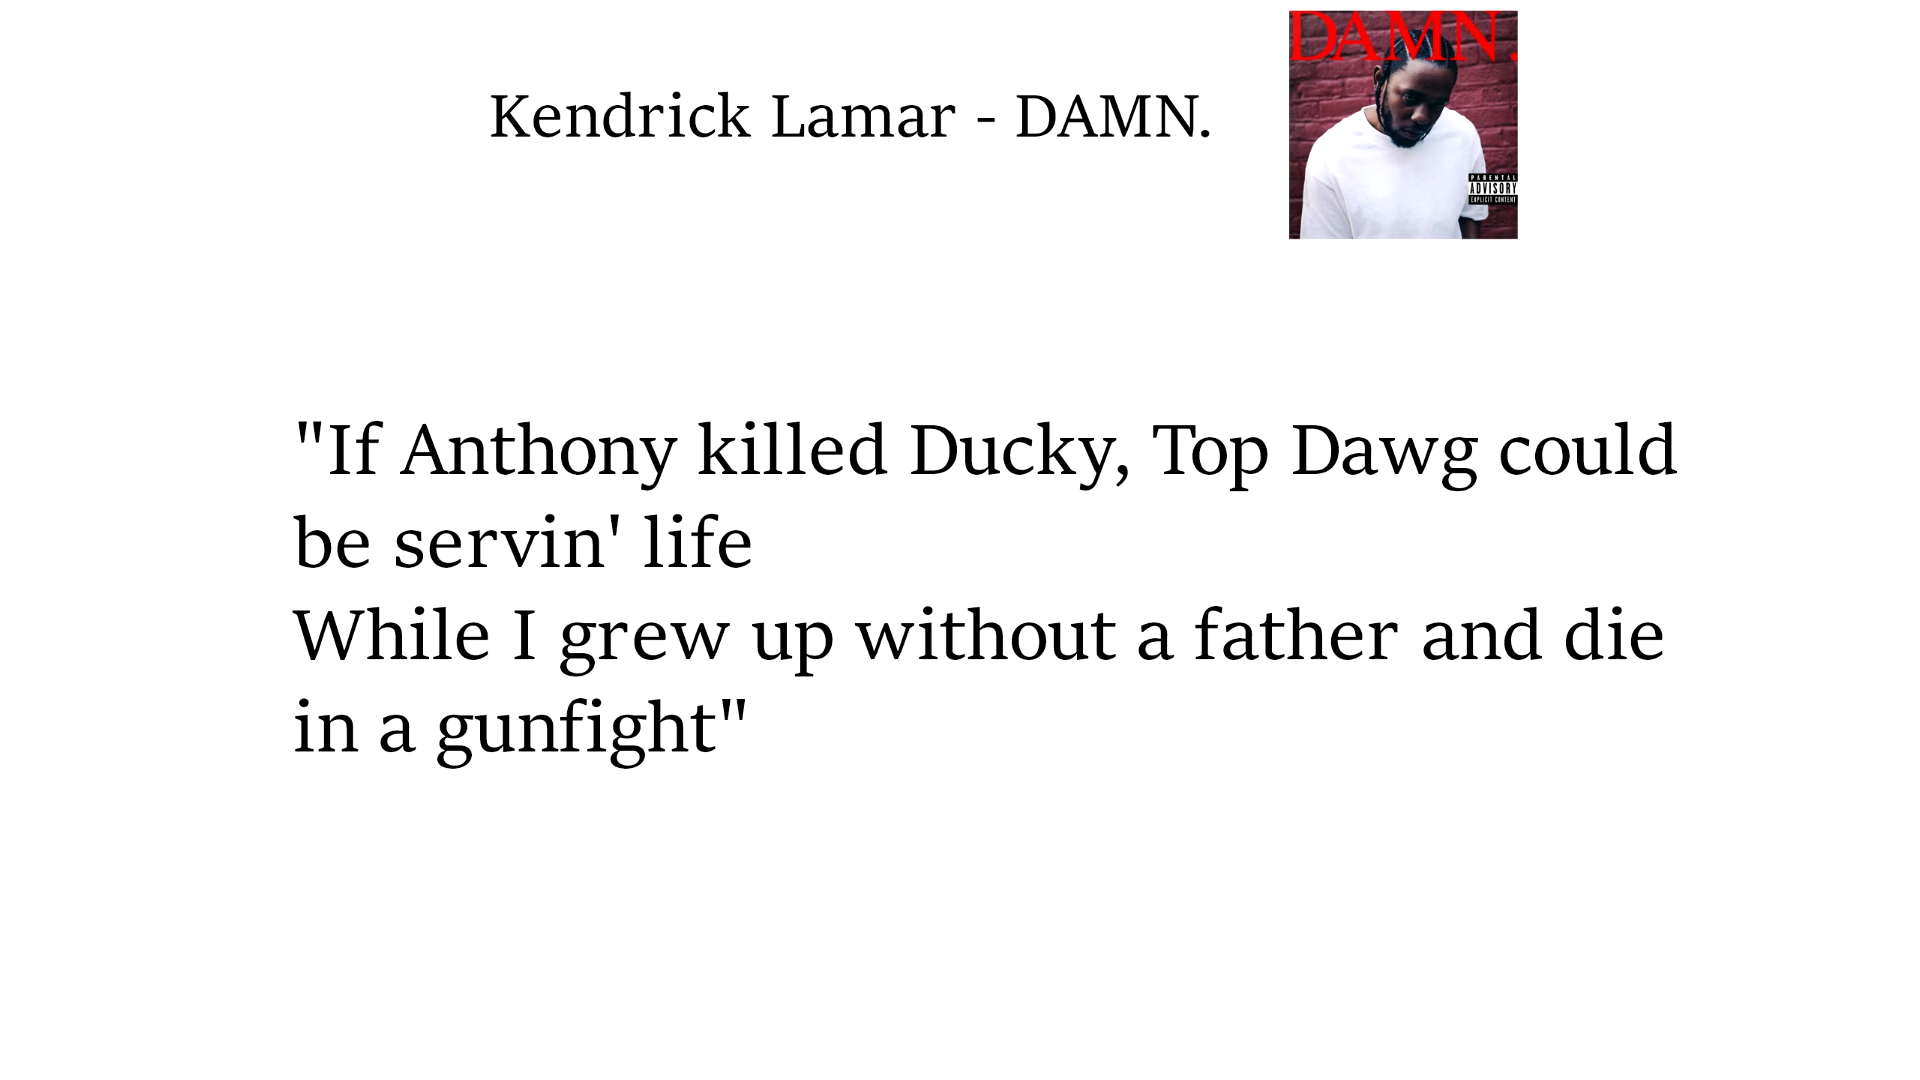 DAMN.
Kendrick Lamar - DAMN.
PARENTAL
ADVISORY
EXPLICIT CONTENT
"If Anthony killed Ducky, Top Dawg could
be servin' life
While I grew up without a father and die
in a gunfight"